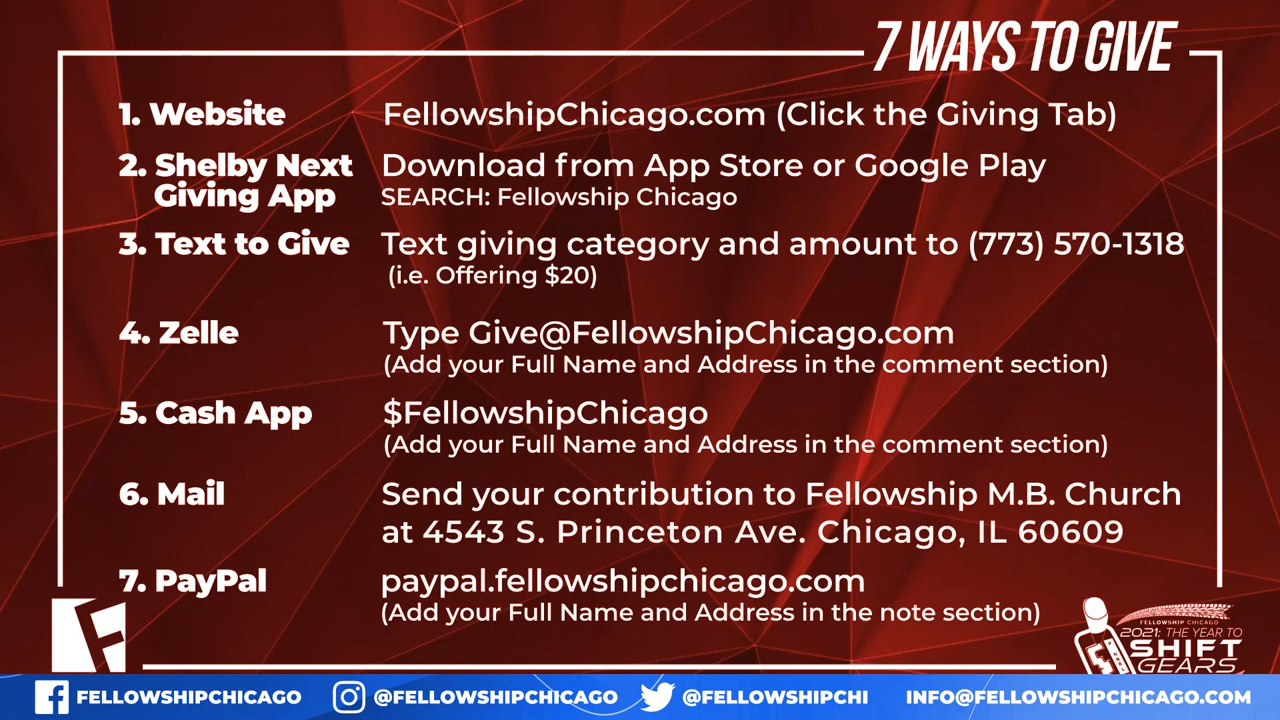 7 WAYS TO GIVE
1. Website FellowshipChicago.com (Click the Giving Tab)
2. Shelby Next Download from App Store or Google Play
Giving App SEARCH: Fellowship Chicago
3. Text to Give Text giving category and amount to (773) 570-1318
(i.e. Offering $20)
4. Zelle Type Give@FellowshipChicago.com
(Add your Full Name and Address in the comment section)
5. Cash App $FellowshipChicago
(Add your Full Name and Address in the comment section)
6. Mail Send your contribution to Fellowship M.B. Church
at 4543 S. Princeton Ave. Chicago, IL 60609
7. PayPal paypal.fellowshipchicago.com
(Add your Full Name and Address in the note section)
F
FELLOWSHIP CHICAGO
2021: THE YEAR TO
SHIFT
GEARS
FELLOWSHIPCHICAGO @FELLOWSHIPCHICAGO @FELLOWSHIPCHI INFO@FELLOWSHIPCHICAGO.COM